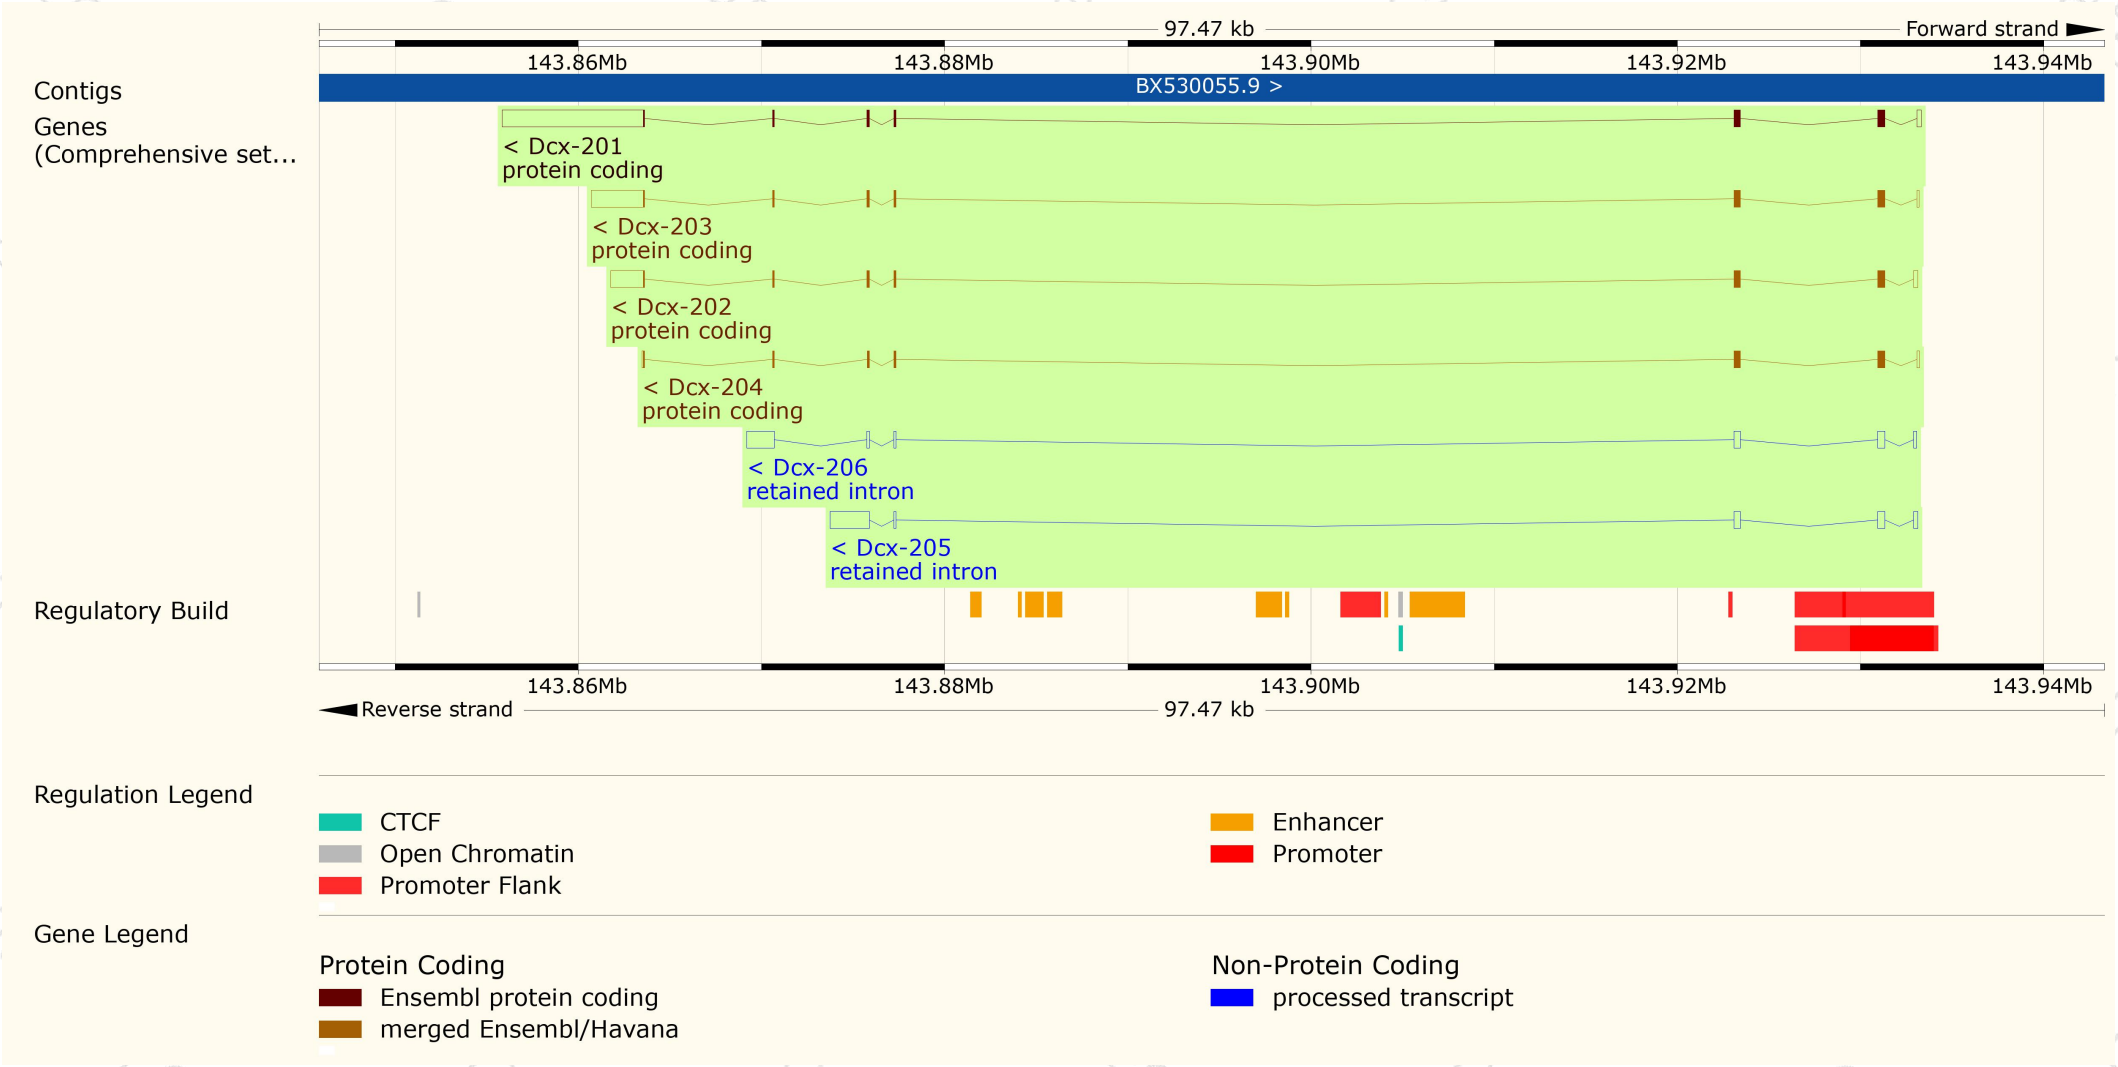 97.47 kb
Forward strand
143.86Mb 143.88Mb 143.90Mb 143.92Mb 143.94Mb
Contigs
BX530055.9 >
Genes
(Comprehensive set...
< Dcx-201
protein coding
< Dcx-203
protein coding
< Dcx-202
protein coding
< Dcx-204
protein coding
< Dcx-206
retained intron
< Dcx-205
retained intron
Regulatory Build
143.86Mb 143.88Mb 143.90Mb 143.92Mb 143.94Mb
Reverse strand
97.47 kb
Regulation Legend
CTCF
Open Chromatin
Promoter Flank
Enhancer
Promoter
Gene Legend
Protein Coding
Ensembl protein coding
merged Ensembl/Havana
Non-Protein Coding
processed transcript